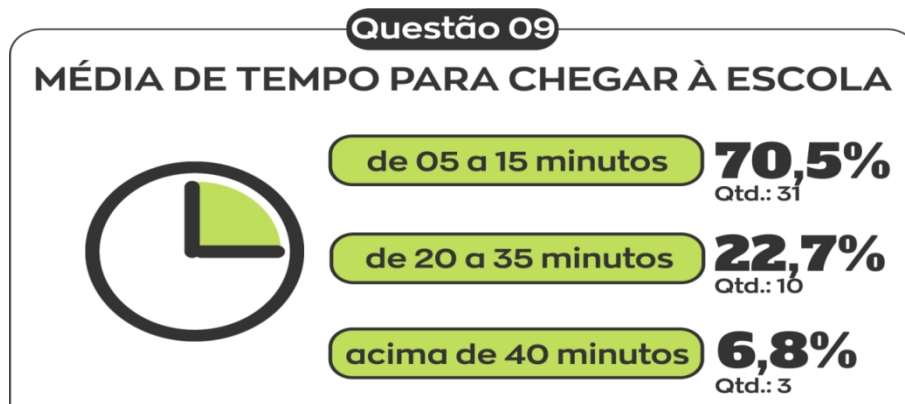 Questão 09
MÉDIA DE TEMPO PARA CHEGAR À ESCOLA
de 05 a 15 minutos 70,5%
Qtd.: 31
de 20 a 35 minutos 22,7%
Qtd.: 10
acima de 40 minutos 6,8%
Qtd.: 3